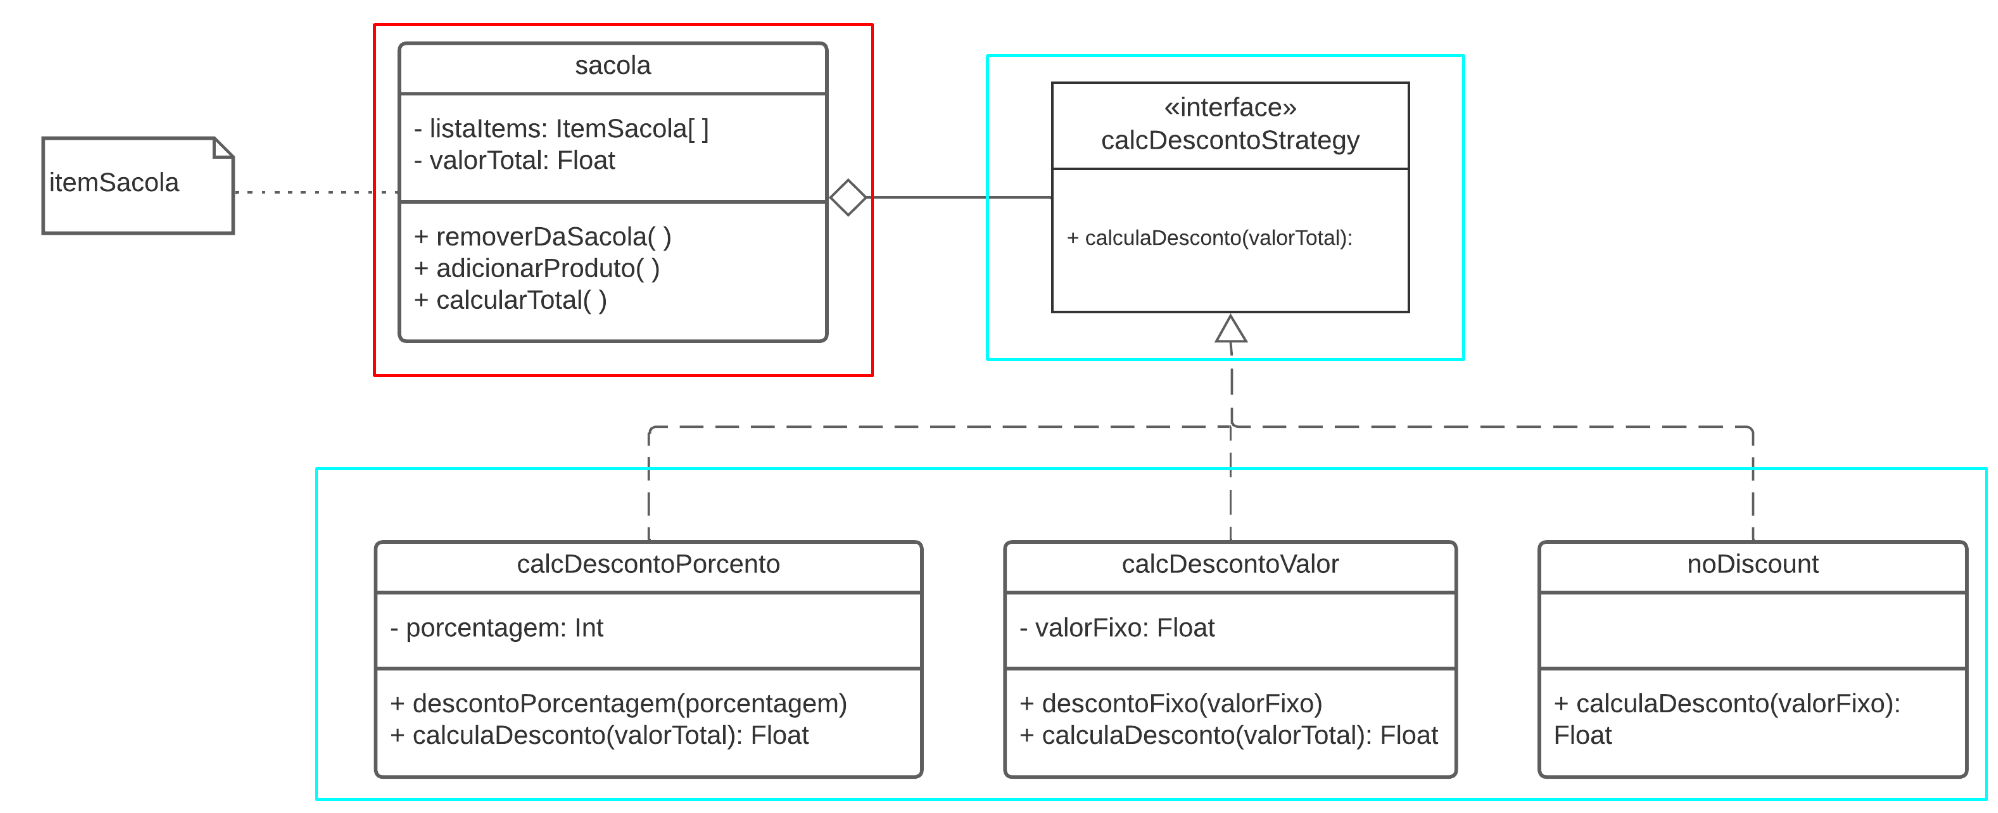 itemSacola
sacola
- listaItems: ItemSacola[ ]
- valorTotal: Float
+ removerDaSacola( )
+ adicionarProduto( )
+ calcularTotal( )
«interface»
calcDescontoStrategy
+ calculaDesconto(valorTotal):
calcDescontoPorcento
- porcentagem: Int
+ descontoPorcentagem(porcentagem)
+ calculaDesconto(valorTotal): Float
calcDescontoValor
- valorFixo: Float
+ descontoFixo(valorFixo)
+ calculaDesconto(valorTotal): Float
noDiscount
+ calculaDesconto(valorFixo):
Float